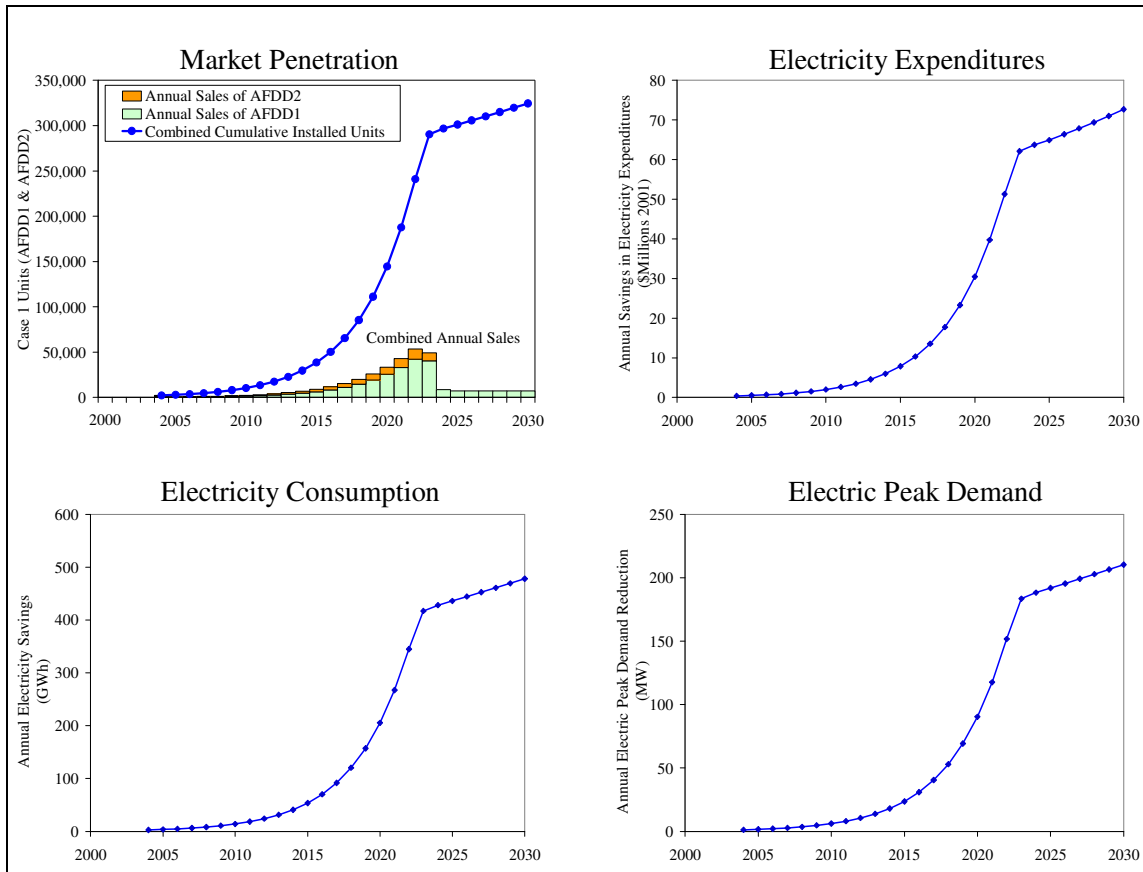 Market Penetration
350,000
300,000
250,000
200,000
150,000
100,000
50,000
0
Case 1 Units (AFDD1 & AFDD2)
Annual Sales of AFDD2
Annual Sales of AFDD1
Combined Cumulative Installed Units
Combined Annual Sales
2000 2005 2010 2015 2020 2025 2030
Electricity Expenditures
80
70
60
50
40
30
20
10
0
Annual Savings in Electricity Expenditures
($Millions 2001)
2000 2005 2010 2015 2020 2025 2030
Electricity Consumption
600
500
400
300
200
100
0
Annual Electricity Savings
(GWh)
2000 2005 2010 2015 2020 2025 2030
Electric Peak Demand
250
200
150
100
50
0
Annual Electric Peak Demand Reduction
(MW)
2000 2005 2010 2015 2020 2025 2030